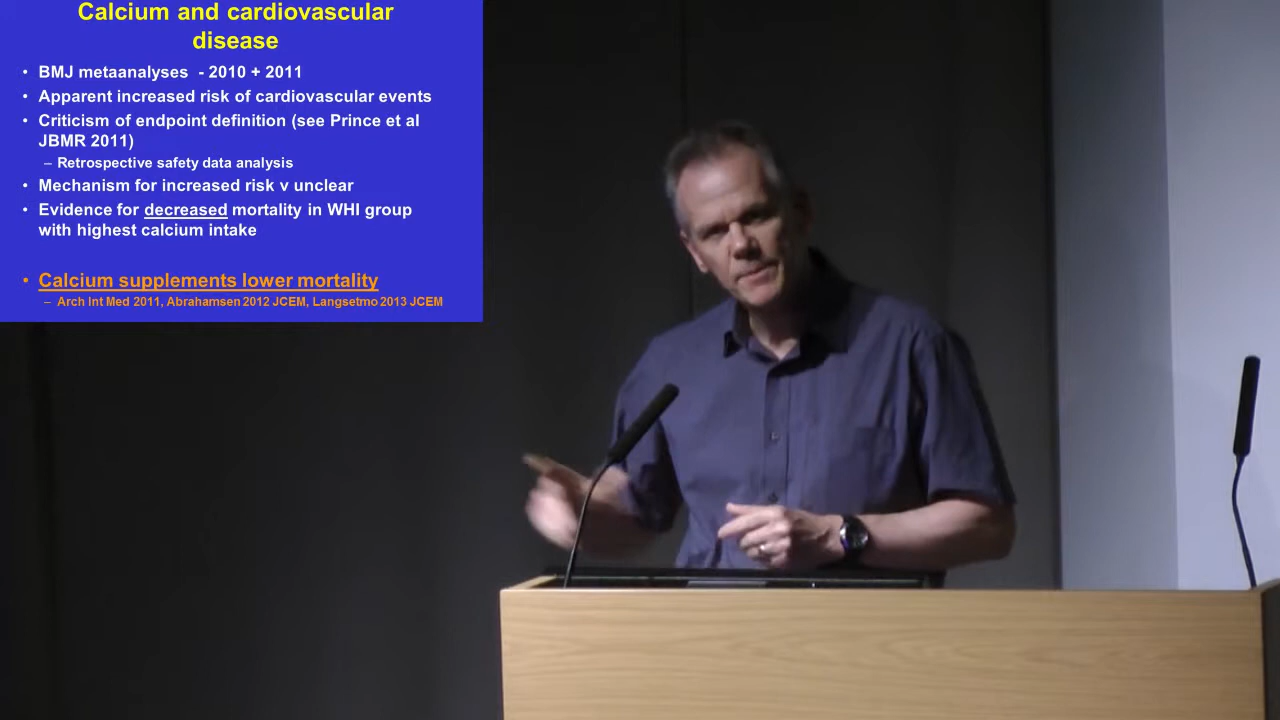 Calcium and cardiovascular
disease
• BMJ metaanalyses - 2010 + 2011
• Apparent increased risk of cardiovascular events
• Criticism of endpoint definition (see Prince et al
JBMR 2011)
– Retrospective safety data analysis
• Mechanism for increased risk v unclear
• Evidence for decreased mortality in WHI group
with highest calcium intake
• Calcium supplements lower mortality
– Arch Int Med 2011, Abrahamsen 2012 JCEM, Langsetmo 2013 JCEM